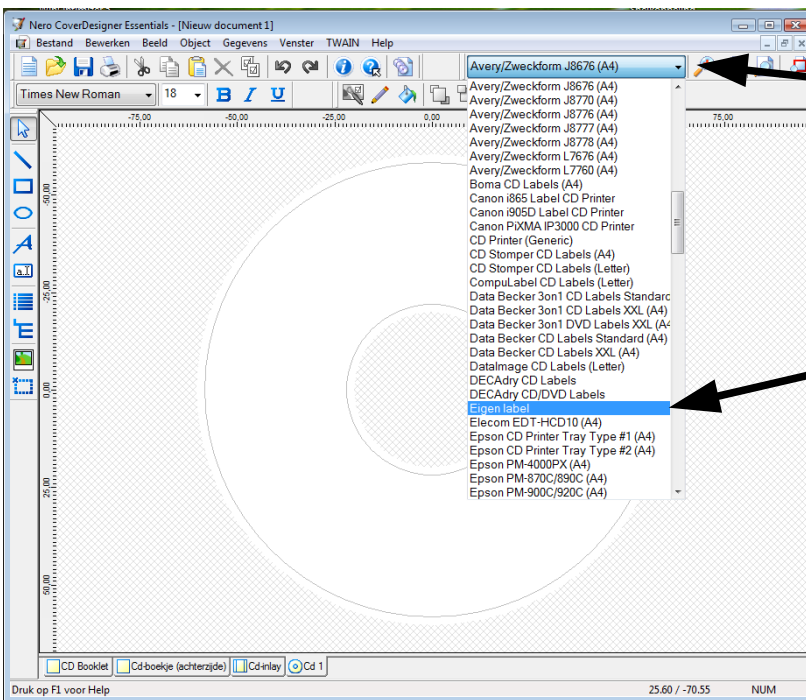 Nero CoverDesigner Essentials - [Nieuw document1]
Bestand Bewerken Beeld Object Gegevens Venster TWAIN Help
Avery/Zweckform J8676 (A4)
Times New Roman 18 B I U
Avery/Zweckform J8676 (A4)
Avery/Zweckform J8770 (A4)
Avery/Zweckform J8776 (A4)
Avery/Zweckform J8777 (A4)
Avery/Zweckform J8778 (A4)
Avery/Zweckform L7676 (A4)
Avery/Zweckform L7760 (A4)
Boma CD Labels (A4)
Canon i865 Label CD Printer
Canon i905D Label CD Printer
Canon PiXMA IP3000 CD Printer
CD Printer (Generic)
CD Stomper CD Labels (A4)
CD Stomper CD Labels (Letter)
CompuLabel CD Labels (Letter)
Data Becker 3on1 CD Labels Standard
Data Becker 3on1 CD Labels XXL (A4)
Data Becker 3on1 DVD Labels XXL (A4
Data Becker CD Labels Standard (A4)
Data Becker CD Labels XXL (A4)
DataImage CD Labels (Letter)
DECAdry CD Labels
DECAdry CD/DVD Labels
Eigen label
Elecom EDT-HCD10 (A4)
Epson CD Printer Tray Type #1 (A4)
Epson CD Printer Tray Type #2 (A4)
Epson PM-4000PX (A4)
Epson PM-870C/890C (A4)
Epson PM-900C/920C (A4)
-75,00 -50,00 -25,00 0,00 75,00
-50,00
-25,00
0,00
25,00
50,00
A
a.I
CD Booklet Cd-boekje (achterzijde) Cd-inlay Cd 1
Druk op F1 voor Help 25.60 / -70.55 NUM